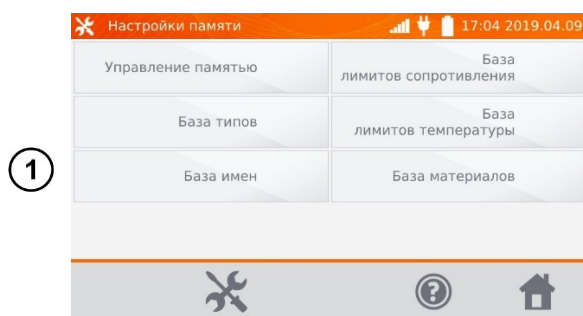 Настройки памяти
17:04 2019.04.09
Управление памятью
База
лимитов сопротивления
База типов
База
лимитов температуры
1
База имен
База материалов